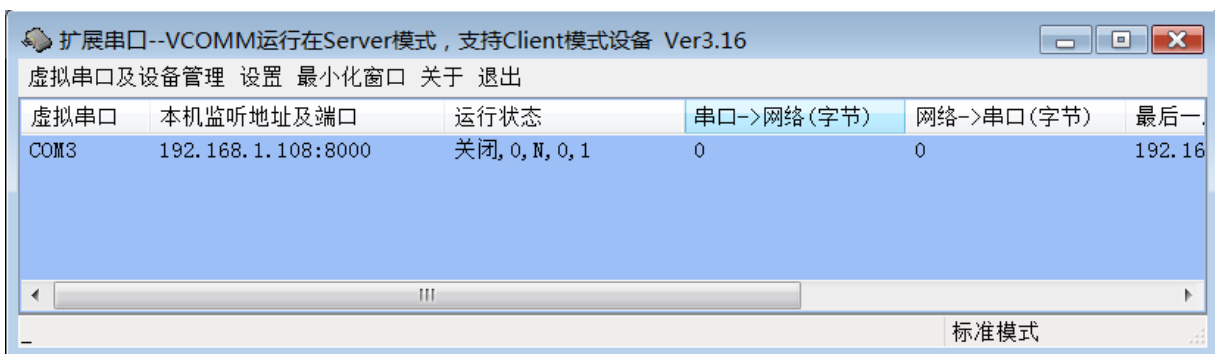 扩展串口--VCOMM运行在Server模式，支持Client模式设备 Ver3.16
虚拟串口及设备管理 设置 最小化窗口 关于 退出
虚拟串口 本机监听地址及端口 运行状态 串口->网络(字节) 网络->串口(字节) 最后一
COM3 192.168.1.108:8000 关闭,0,N,0,1 0 0 192.16
标准模式